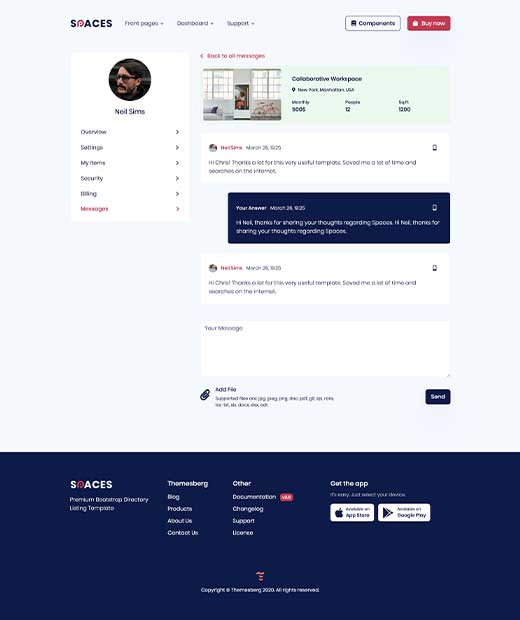 SPACES
Front pages
Dashboard
Support
Components
Buy now
Neil Sims
Overview
Settings
My Items
Security
Billing
Messages
Back to all messages
Collaborative Workspace
New York, Manhattan, USA
Monthly People Sq.Ft
500$ 12 1200
Neil Sims March 26, 19:25
Hi Chris! Thanks a lot for this very useful template. Saved me a lot of time and
searches on the internet.
Your Answer March 28, 19:25
Hi Neil, thanks for sharing your thoughts regarding Spaces. Hi Neil, thanks for
sharing your thoughts regarding Spaces.
Neil Sims March 26, 19:25
Hi Chris! Thanks a lot for this very useful template. Saved me a lot of time and
searches on the internet.
Your Message
Add File
Supported files are: jpg, jpeg, png, doc, pdf, gif, zip, rare,
tar, txt, xls, docx, xlsx, odt
Send
SPACES
Premium Bootstrap Directory
Listing Template
Themesberg
Blog
Products
About Us
Contact Us
Other
Documentation
Changelog
Support
License
Get the app
It's easy. Just select your device.
Available on
App Store
Available on
Google Play
Copyright © Themesberg 2020. All rights reserved.